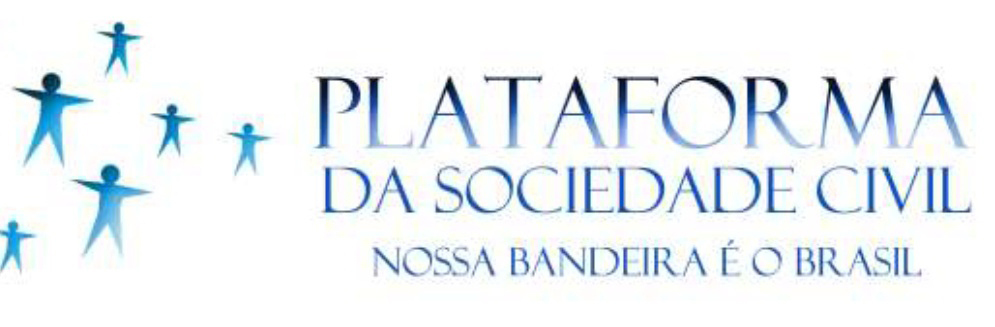 PLATAFORMA
DA SOCIEDADE CIVIL
NOSSA BANDEIRA É O BRASIL